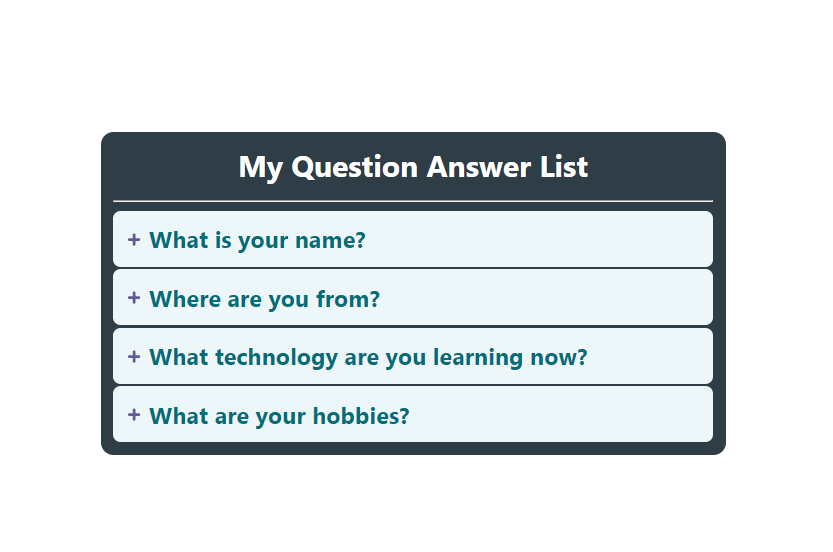 My Question Answer List
+ What is your name?
+ Where are you from?
+ What technology are you learning now?
+ What are your hobbies?